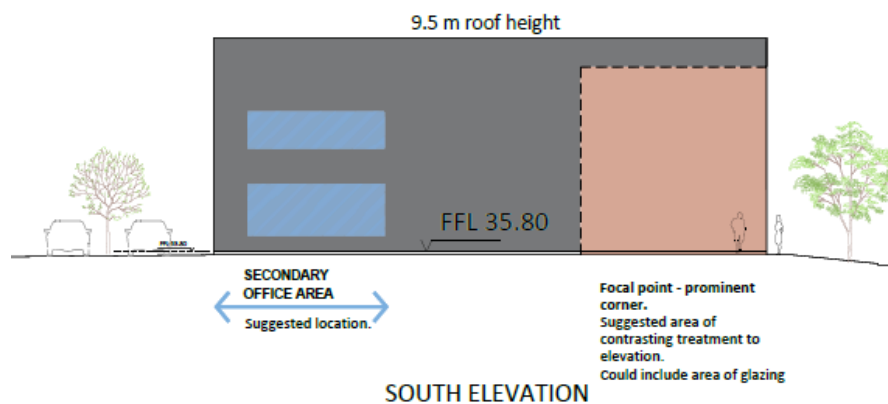 9.5 m roof height
FFL 35.80
SECONDARY
OFFICE AREA
Suggested location.
Focal point - prominent
corner.
Suggested area of
contrasting treatment to
elevation.
Could include area of glazing
SOUTH ELEVATION